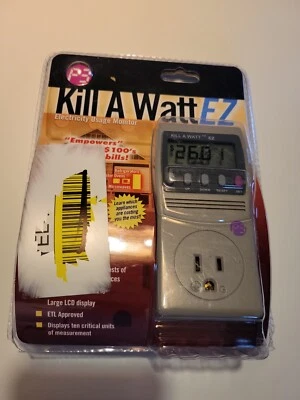 P3
Kill A Watt EZ
Electricity Usage Monitor
"Empowers"
$100's
bills!
KILL A WATT EZ
126.01
Learn which
appliances
are costing
you the most!
Large LCD display
ETL Approved
Displays ten critical units
of measurement